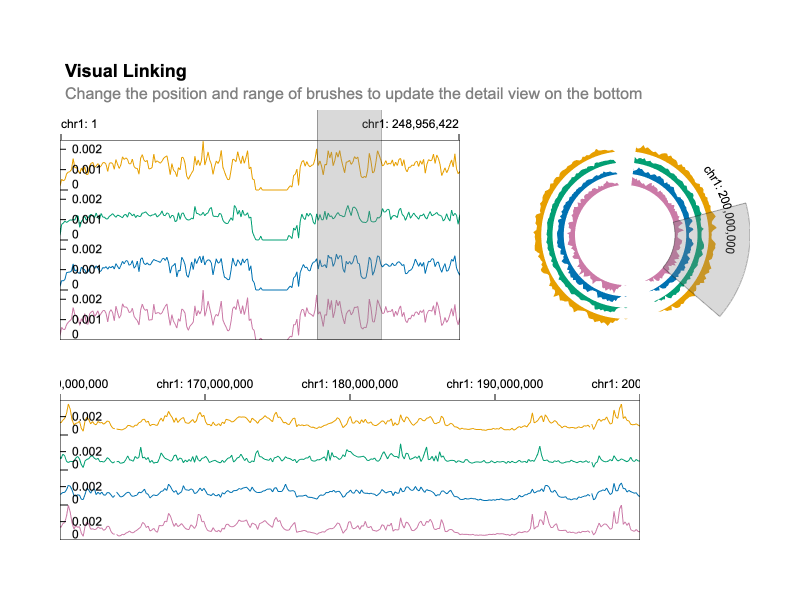 Visual Linking
Change the position and range of brushes to update the detail view on the bottom
chr1: 1
chr1: 248,956,422
0.002
0.001
0
0.002
0.001
0
0.002
0.001
0
0.002
0.001
0
chr1: 200,000,000
0,000,000
chr1: 170,000,000
chr1: 180,000,000
chr1: 190,000,000
chr1: 200
0.002
0
0.002
0
0.002
0
0.002
0